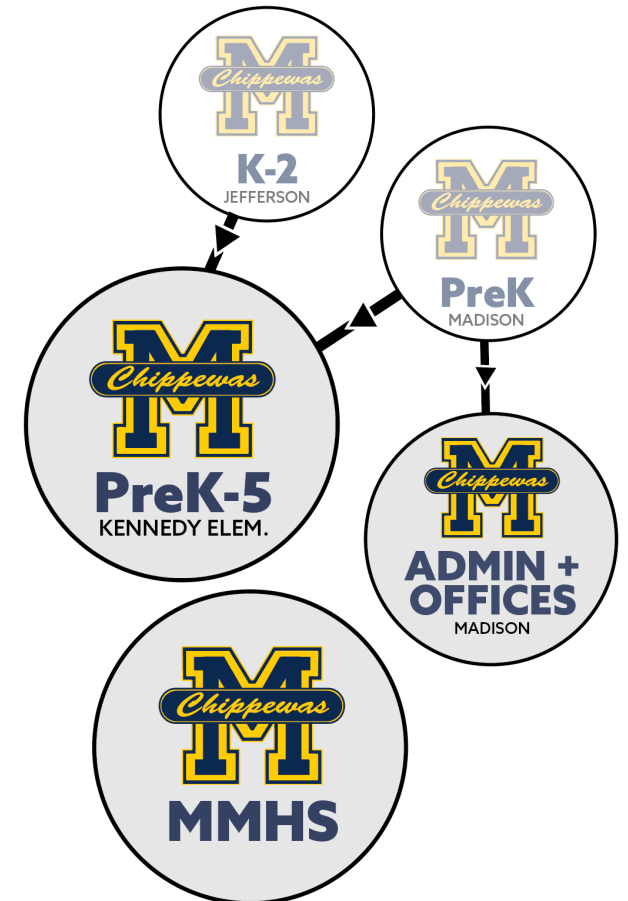 M
Chippewas
K-2
JEFFERSON
M
Chippewas
PreK
MADISON
M
Chippewas
PreK-5
KENNEDY ELEM.
M
Chippewas
ADMIN +
OFFICES
MADISON
M
Chippewas
MMHS